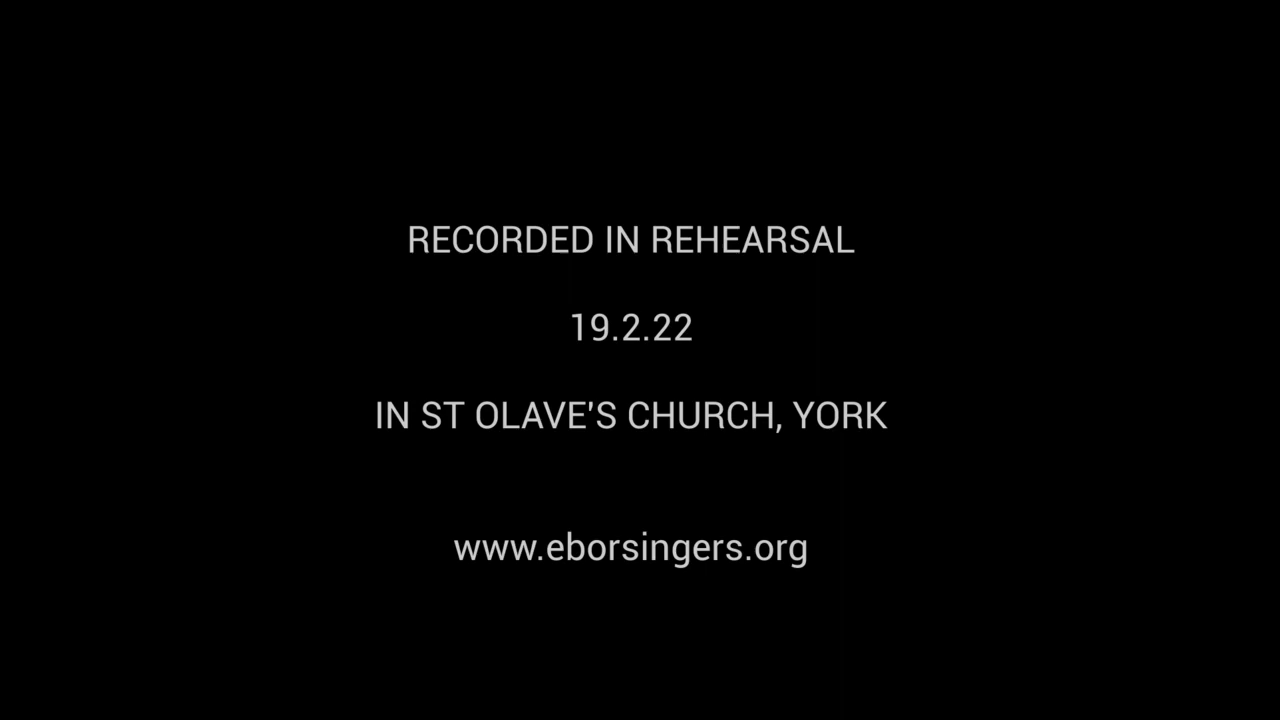 RECORDED IN REHEARSAL
19.2.22
IN ST OLAVE'S CHURCH, YORK
www.eborsingers.org